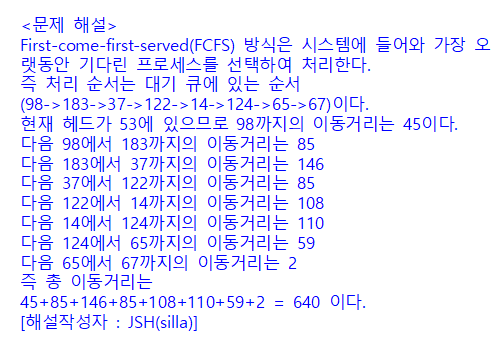 <문제 해설>
First-come-first-served(FCFS) 방식은 시스템에 들어와 가장 오
랫동안 기다린 프로세스를 선택하여 처리한다.
즉 처리 순서는 대기 큐에 있는 순서
(98->183->37->122->14->124->65->67)이다.
현재 헤드가 53에 있으므로 98까지의 이동거리는 45이다.
다음 98에서 183까지의 이동거리는 85
다음 183에서 37까지의 이동거리는 146
다음 37에서 122까지의 이동거리는 85
다음 122에서 14까지의 이동거리는 108
다음 14에서 124까지의 이동거리는 110
다음 124에서 65까지의 이동거리는 59
다음 65에서 67까지의 이동거리는 2
즉 총 이동거리는
45+85+146+85+108+110+59+2 = 640 이다.
[해설작성자 : JSH(silla)]